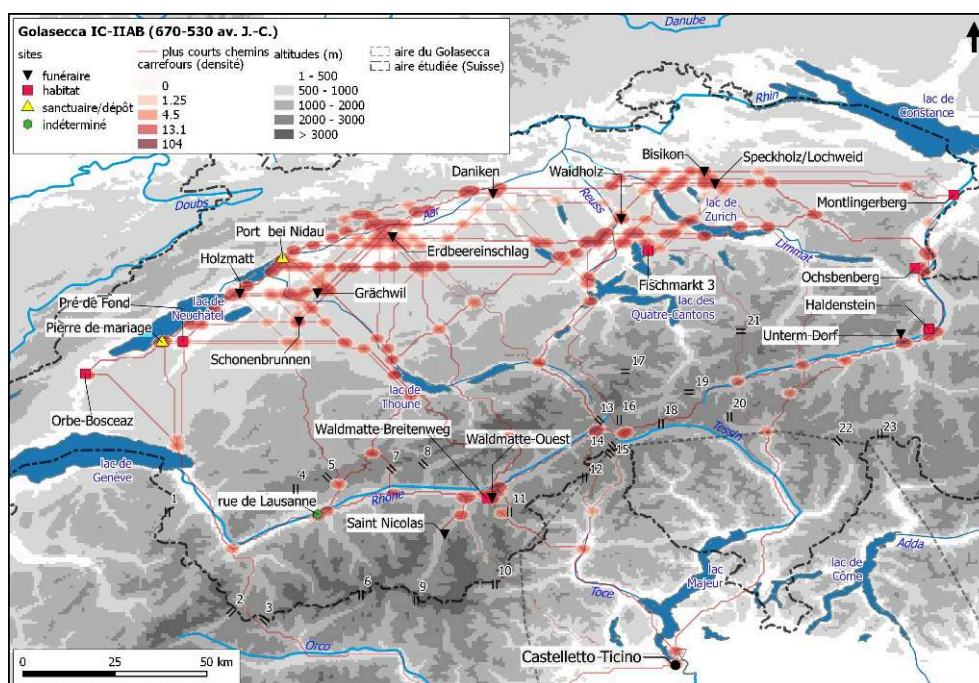 Golasecca IC-IIAB (670-530 av. J.-C.)
sites
funéraire
habitat
sanctuaire/dépôt
indéterminé
plus courts chemins
carrefours (densité)
0
1.25
4.5
13.1
104
altitudes (m)
1 - 500
500 - 1000
1000 - 2000
2000 - 3000
> 3000
aire du Golasecca
aire étudiée (Suisse)
Danube
Rhin
lac de
Constance
Doubs
Daniken
Waidholz
Bisikon
Speckholz/Lochweid
Montlingerberg
Aar
Reuss
lac de
Zurich
Port bei Nidau
Erdbeereinschlag
Limmat
Holzmatt
Grächwil
Fischmarkt 3
Ochsbenberg
Pré de Fond
lac de
Neuchâtel
lac des
Quatre-Cantons
Haldenstein
Pierre de mariage
Schonenbrunnen
21
Unterm-Dorf
17
Orbe-Bosceaz
lac de
Thoune
19
13
16
18
20
Waldmatte-Breitenweg
Waldmatte-Ouest
14
15
Tessin
22
23
lac de
Genève
4
5
7
8
12
1
rue de Lausanne
Rhône
11
Saint Nicolas
10
6
9
2
3
Toce
lac
Majeur
lac de
Côme
Adda
Orco
Castelletto-Ticino
0
25
50 km